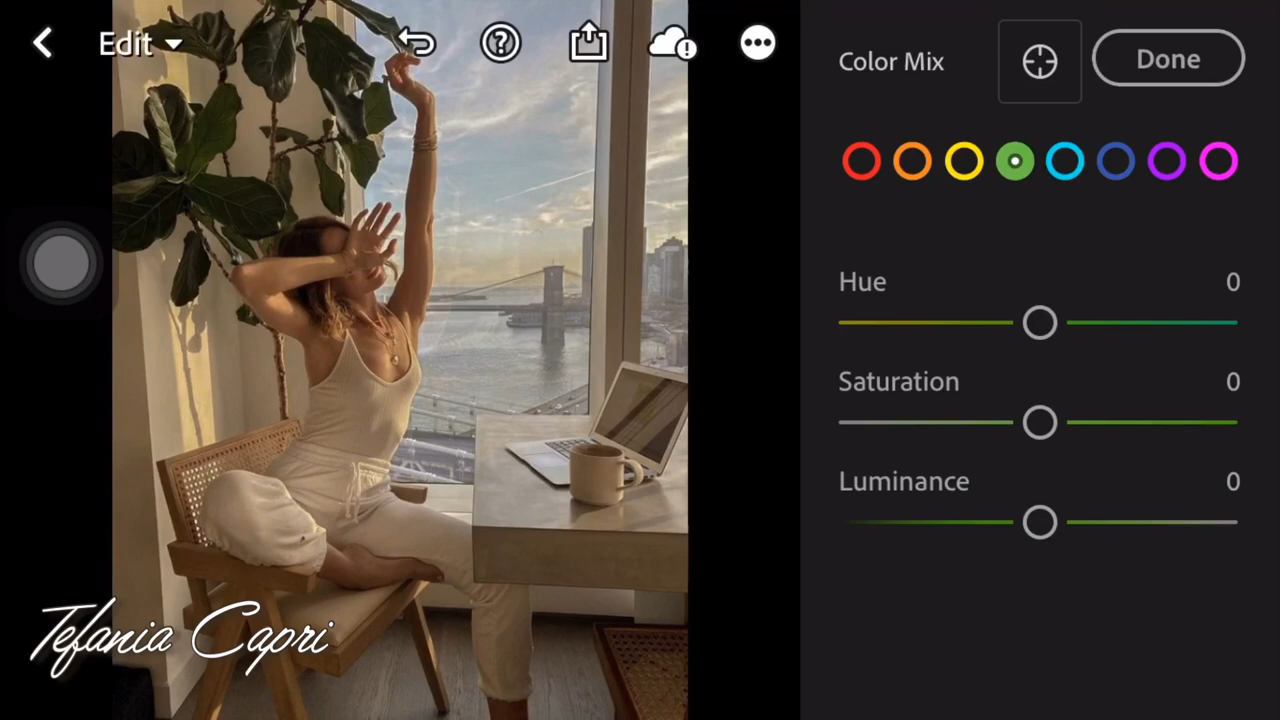 Edit
Color Mix
Done
Hue 0
Saturation 0
Luminance 0
Tefania Capri